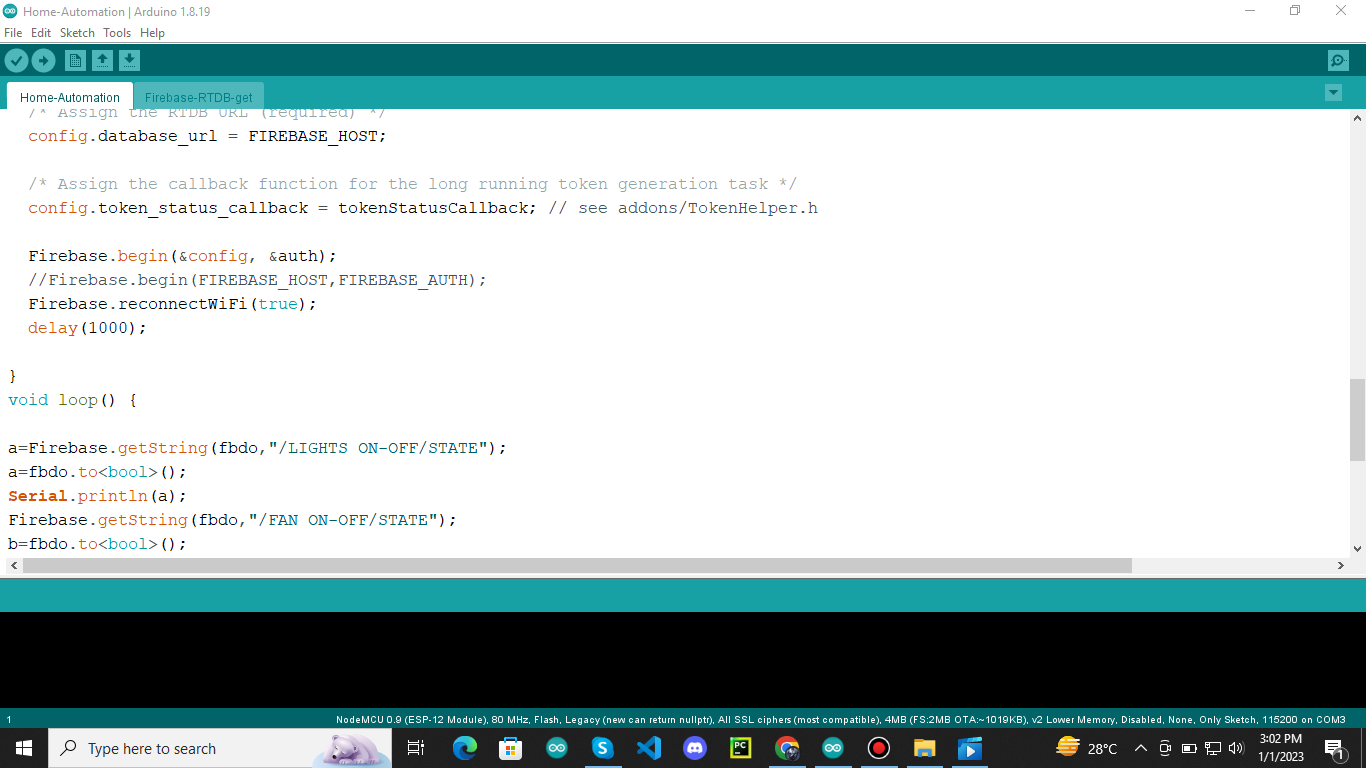 Home-Automation | Arduino 1.8.19
File Edit Sketch Tools Help
Home-Automation Firebase-RTDB-get
/* Assign the RTDB URL (required) */
config.database_url = FIREBASE_HOST;
/* Assign the callback function for the long running token generation task */
config.token_status_callback = tokenStatusCallback; // see addons/TokenHelper.h
Firebase.begin(&config, &auth);
//Firebase.begin(FIREBASE_HOST,FIREBASE_AUTH);
Firebase.reconnectWiFi(true);
delay(1000);
}
void loop() {
a=Firebase.getString(fbdo,"/LIGHTS ON-OFF/STATE");
a=fbdo.to<bool>();
Serial.println(a);
Firebase.getString(fbdo,"/FAN ON-OFF/STATE");
b=fbdo.to<bool>();
1 NodeMCU 0.9 (ESP-12 Module), 80 MHz, Flash, Legacy (new can return nullptr), All SSL ciphers (most compatible), 4MB (FS:2MB OTA:~1019KB), v2 Lower Memory, Disabled, None, Only Sketch, 115200 on COM3
Type here to search
PC
28°C
3:02 PM
1/1/2023
1